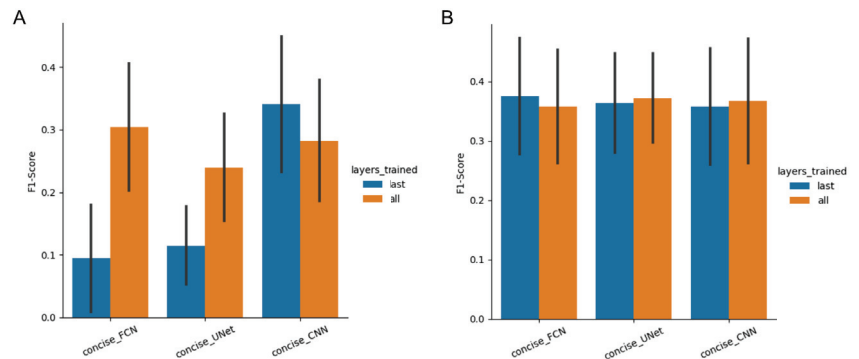 A
F1-Score
0.4
0.3
0.2
0.1
0.0
concise_FCN
concise_UNet
concise_CNN
layers_trained
last
all
B
F1-Score
0.4
0.3
0.2
0.1
0.0
concise_FCN
concise_UNet
concise_CNN
layers_trained
last
all